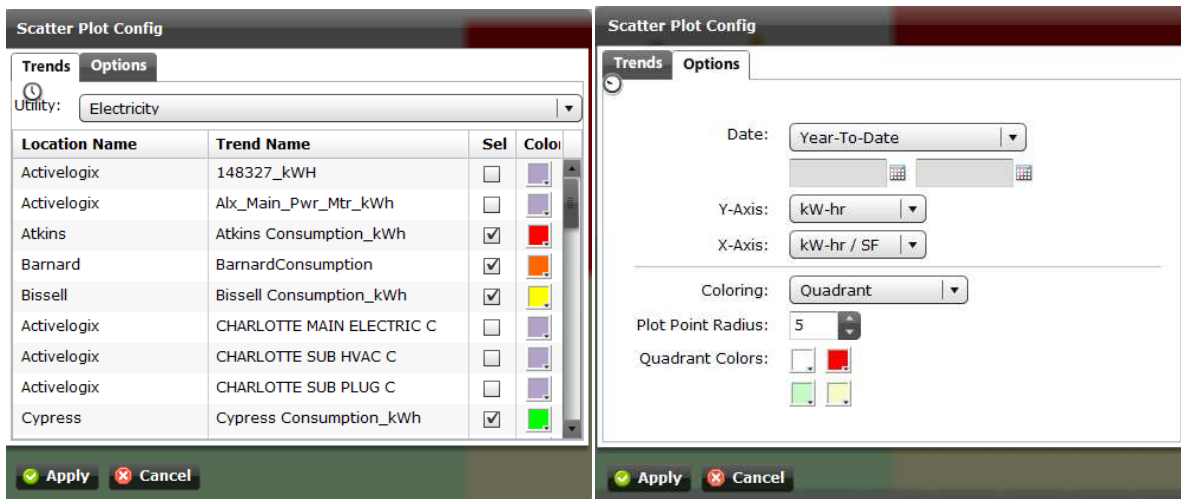 Scatter Plot Config
Trends Options
Utility: Electricity
Location Name Trend Name Sel Color
Activelogix 148327_kWH
Activelogix Alx_Main_Pwr_Mtr_kWh
Atkins Atkins Consumption_kWh
Barnard BarnardConsumption
Bissell Bissell Consumption_kWh
Activelogix CHARLOTTE MAIN ELECTRIC C
Activelogix CHARLOTTE SUB HVAC C
Activelogix CHARLOTTE SUB PLUG C
Cypress Cypress Consumption_kWh
Apply Cancel
Scatter Plot Config
Trends Options
Date: Year-To-Date
Y-Axis: kW-hr
X-Axis: kW-hr / SF
Coloring: Quadrant
Plot Point Radius: 5
Quadrant Colors:
Apply Cancel